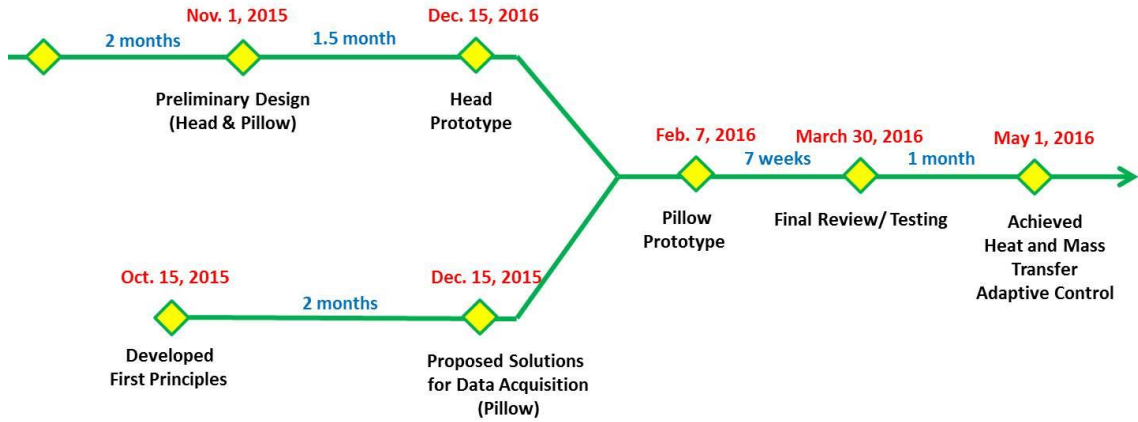 Nov. 1, 2015
Dec. 15, 2016
2 months
1.5 month
Preliminary Design
(Head & Pillow)
Head
Prototype
Feb. 7, 2016
March 30, 2016
May 1, 2016
7 weeks
1 month
Pillow
Prototype
Final Review/ Testing
Achieved
Heat and Mass
Transfer
Adaptive Control
Oct. 15, 2015
Dec. 15, 2015
2 months
Developed
First Principles
Proposed Solutions
for Data Acquisition
(Pillow)